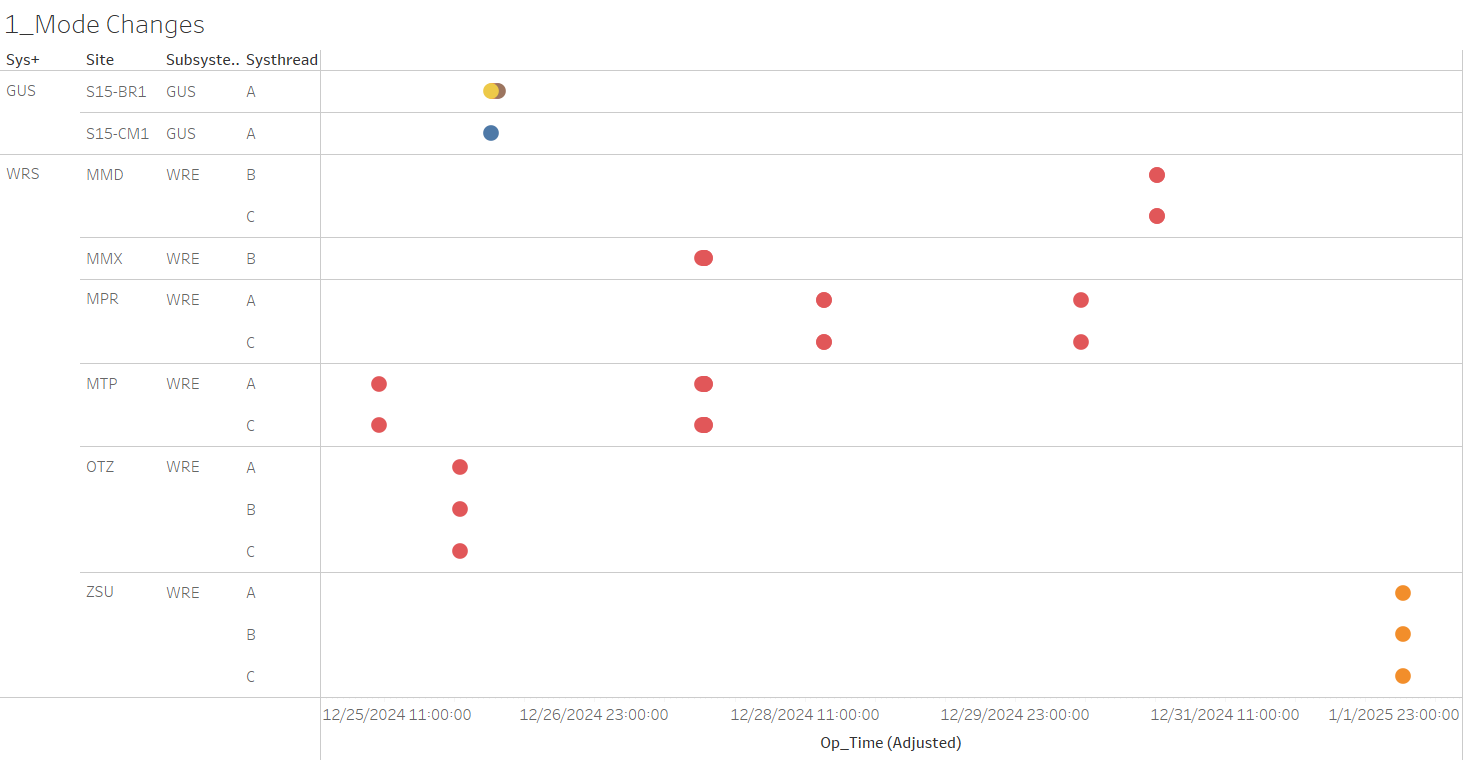 1_Mode Changes
Sys+ Site Subsyste.. Systhread
GUS S15-BR1 GUS A
S15-CM1 GUS A
WRS MMD WRE B
C
MMX WRE B
MPR WRE A
C
MTP WRE A
C
OTZ WRE A
B
C
ZSU WRE A
B
C
12/25/2024 11:00:00 12/26/2024 23:00:00 12/28/2024 11:00:00 12/29/2024 23:00:00 12/31/2024 11:00:00 1/1/2025 23:00:00
Op_Time (Adjusted)